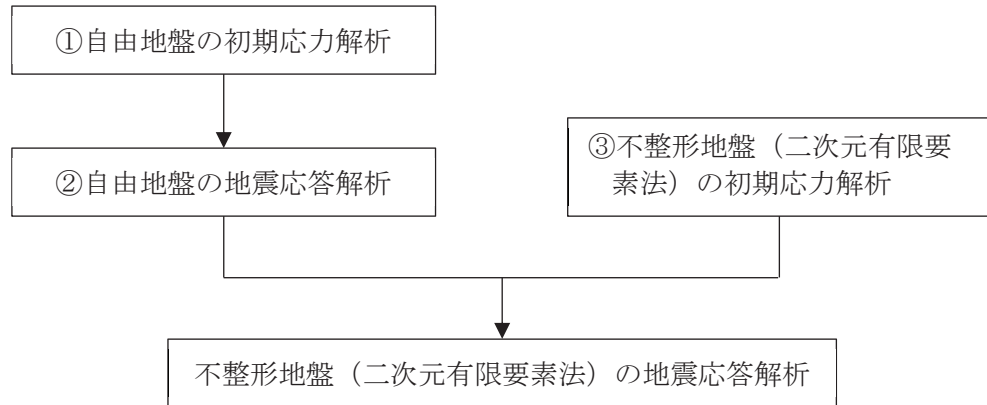 ①自由地盤の初期応力解析
②自由地盤の地震応答解析
③不整形地盤（二次元有限要
素法）の初期応力解析
不整形地盤（二次元有限要素法）の地震応答解析